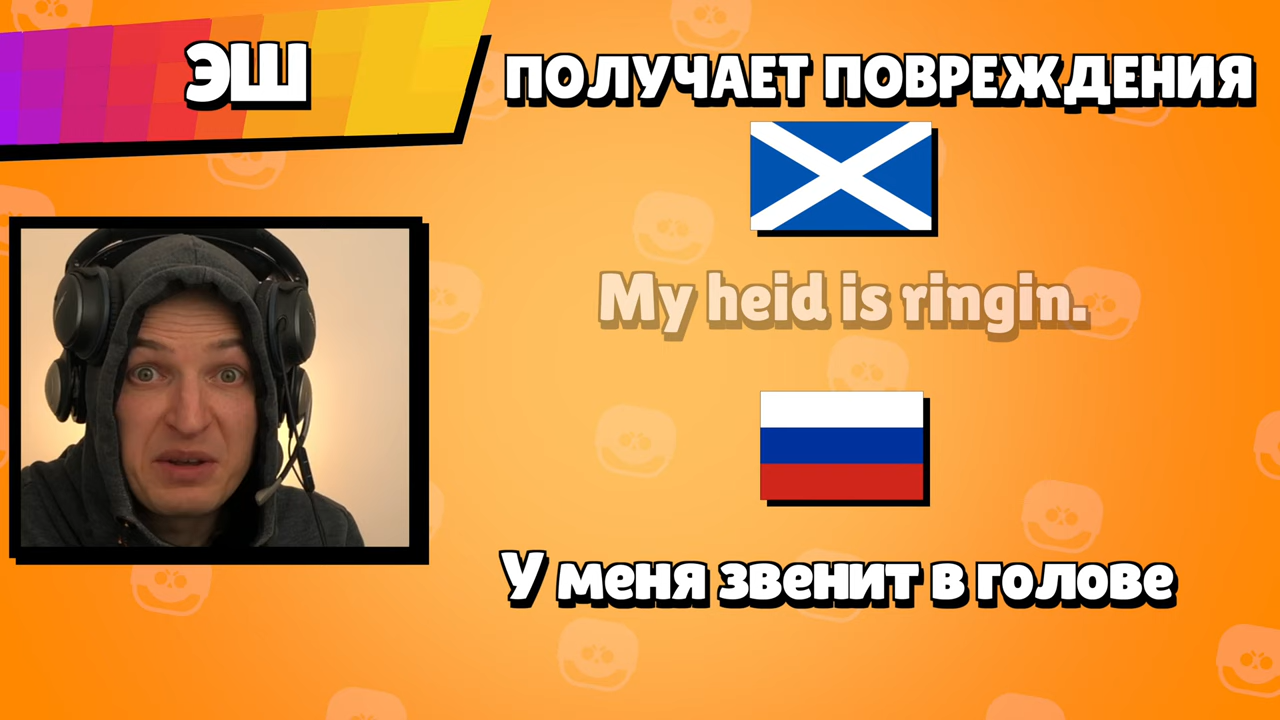 ЭШ
ПОЛУЧАЕТ ПОВРЕЖДЕНИЯ
My heid is ringin.
У меня звенит в голове